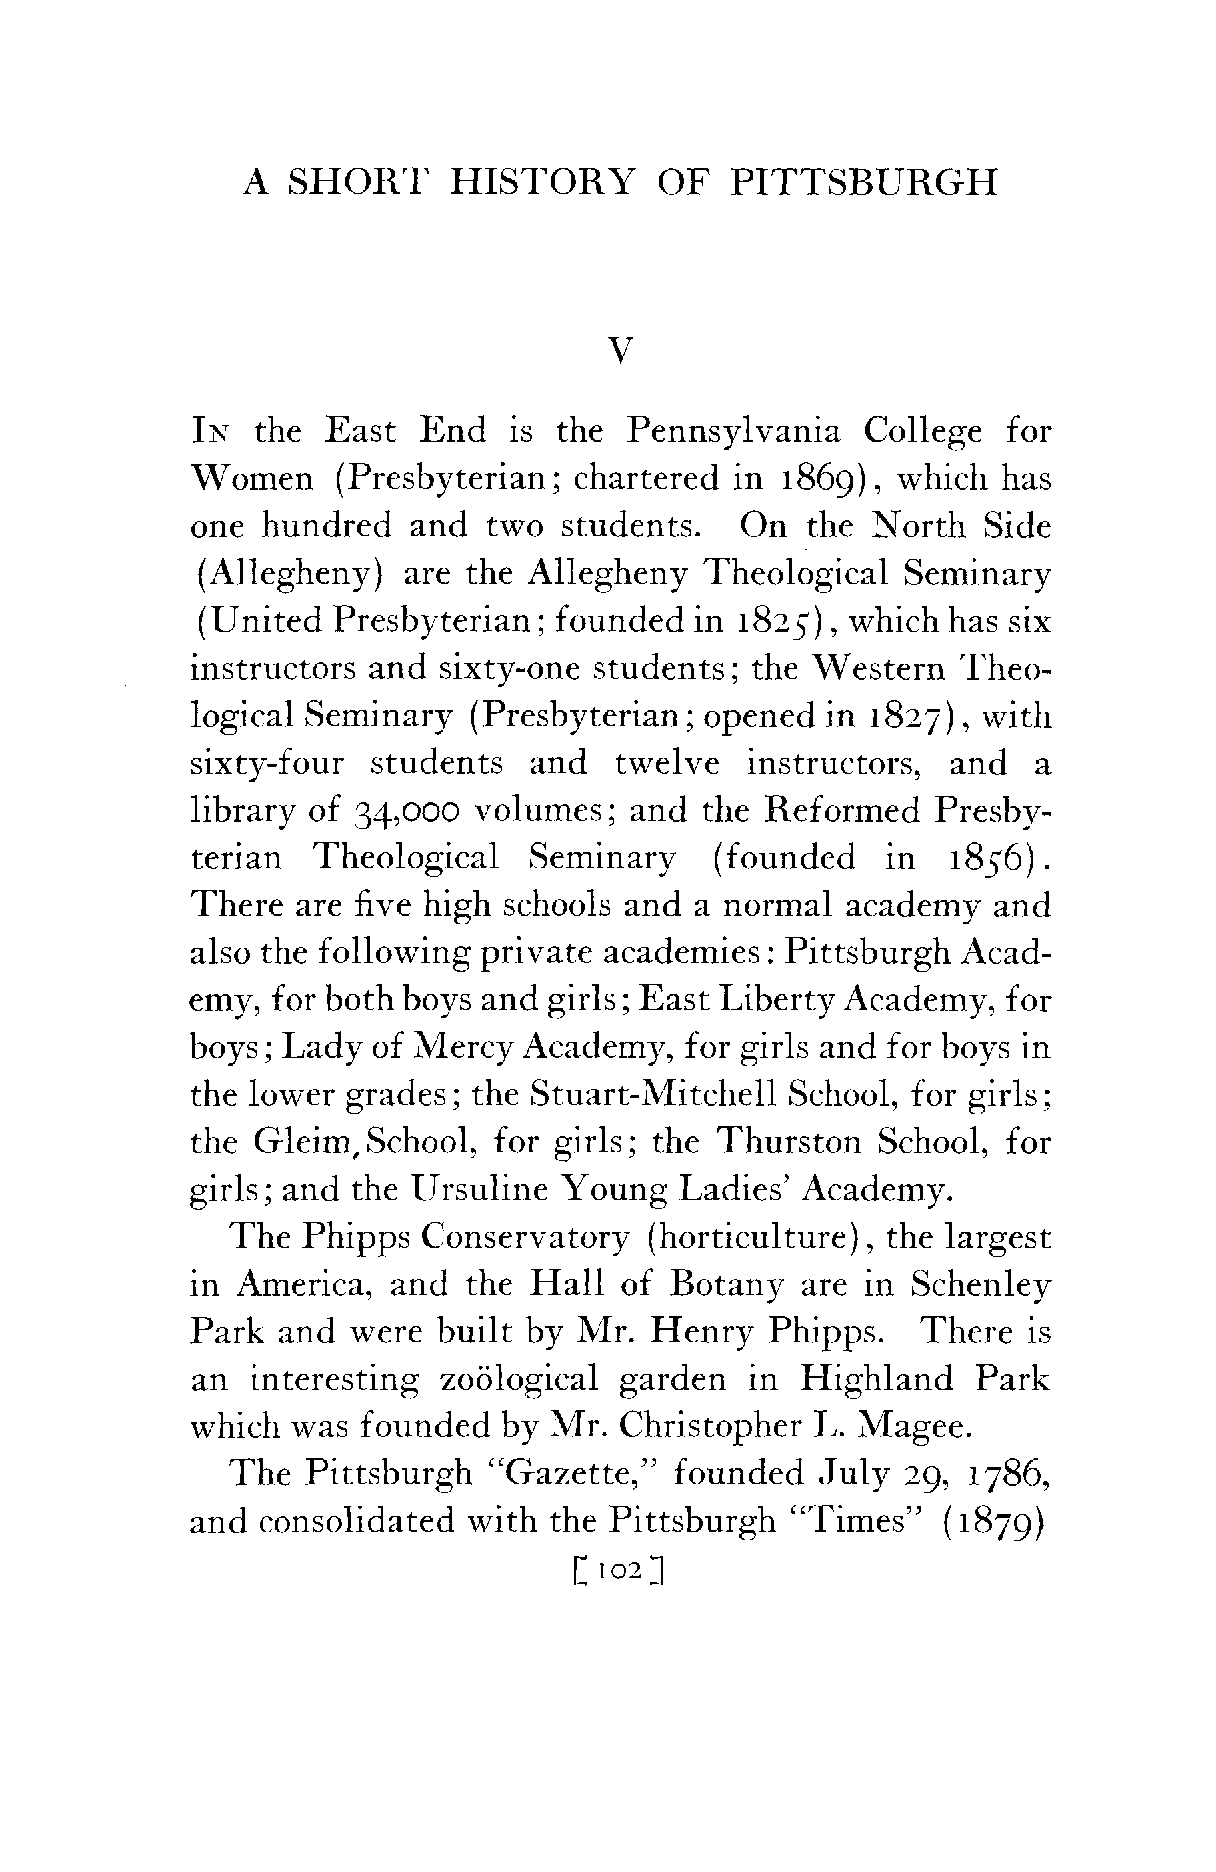 A SHORT HISTORY OF PITTSBURGH
V
IN the East End is the Pennsylvania College for
Women (Presbyterian; chartered in 1869), which has
one hundred and two students. On the North Side
(Allegheny) are the Allegheny Theological Seminary
(United Presbyterian; founded in 1825), which has six
instructors and sixty-one students; the Western Theo-
logical Seminary (Presbyterian; opened in 1827), with
sixty-four students and twelve instructors, and a
library of 34,000 volumes; and the Reformed Presby-
terian Theological Seminary (founded in 1856).
There are five high schools and a normal academy and
also the following private academies: Pittsburgh Acad-
emy, for both boys and girls; East Liberty Academy, for
boys; Lady of Mercy Academy, for girls and for boys in
the lower grades; the Stuart-Mitchell School, for girls;
the Gleim, School, for girls; the Thurston School, for
girls; and the Ursuline Young Ladies' Academy.
The Phipps Conservatory (horticulture), the largest
in America, and the Hall of Botany are in Schenley
Park and were built by Mr. Henry Phipps. There is
an interesting zoölogical garden in Highland Park
which was founded by Mr. Christopher L. Magee.
The Pittsburgh "Gazette," founded July 29, 1786,
and consolidated with the Pittsburgh "Times" (1879)
[102]